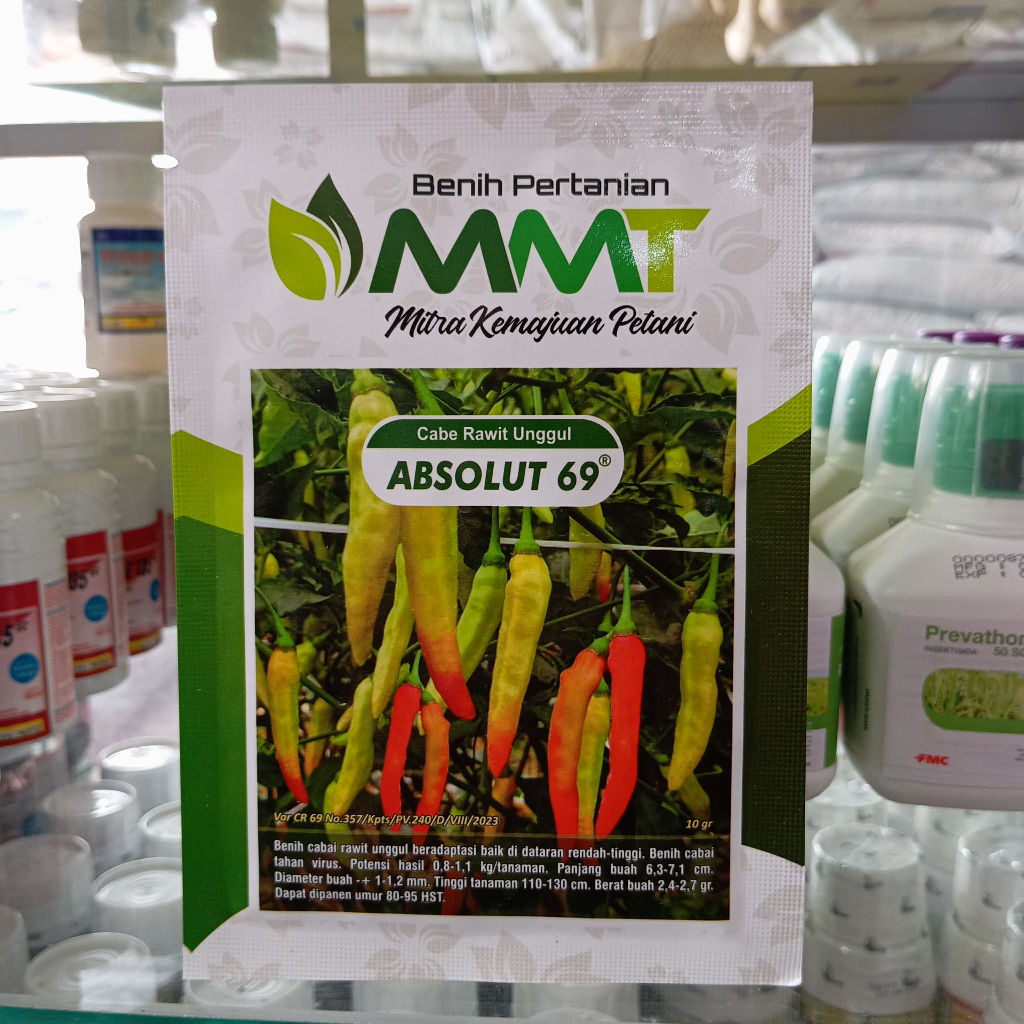 Benih Pertanian
MMT
Mitra Kemajuan Petani
Cabe Rawit Unggul
ABSOLUT 69®
Var CR 69 No.357/Kpts/PV.240/D/VIII/2023
10 gr
Benih cabai rawit unggul beradaptasi baik di dataran rendah-tinggi. Benih cabai
tahan virus. Potensi hasil 0,8-1,1 kg/tanaman. Panjang buah 6,3-7,1 cm.
Diameter buah -+ 1-1,2 mm. Tinggi tanaman 110-130 cm. Berat buah 2,4-2,7 gr.
Dapat dipanen umur 80-95 HST.
MFG
EXP
Prevathon
INSEKTISIDA 50 SC
FMC